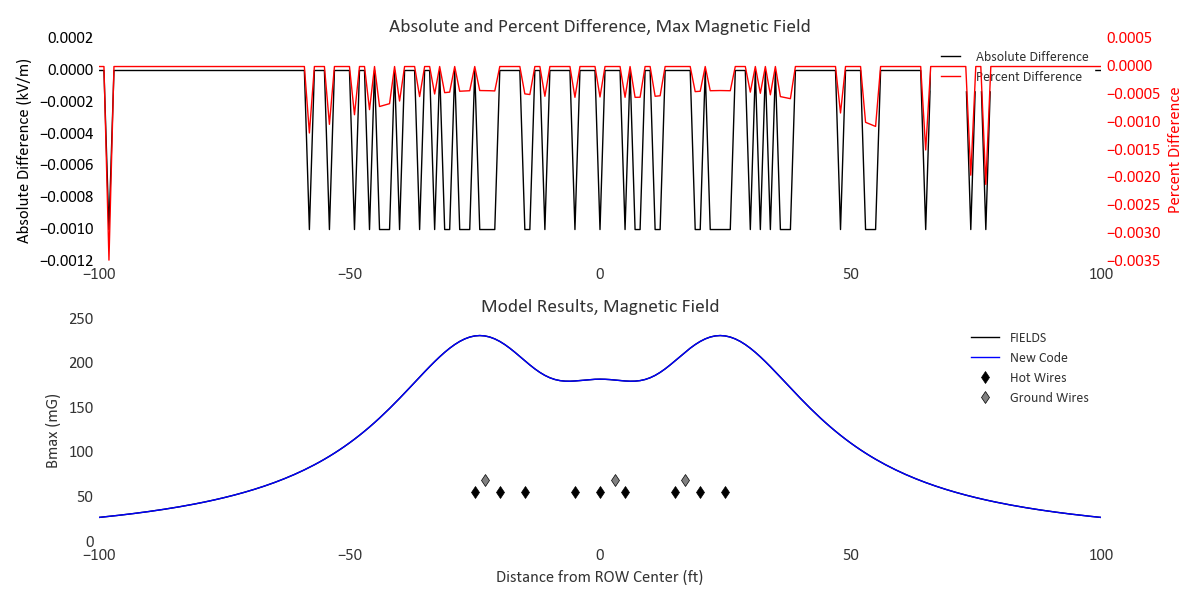 Absolute and Percent Difference, Max Magnetic Field
Absolute Difference (kV/m)
0.0002
0.0000
−0.0002
−0.0004
−0.0006
−0.0008
−0.0010
−0.0012
Absolute Difference
Percent Difference
0.0005
0.0000
−0.0005
−0.0010
−0.0015
−0.0020
−0.0025
−0.0030
−0.0035
Percent Difference
−100
−50
0
50
100
Model Results, Magnetic Field
Bmax (mG)
250
200
150
100
50
0
FIELDS
New Code
Hot Wires
Ground Wires
−100
−50
0
50
100
Distance from ROW Center (ft)